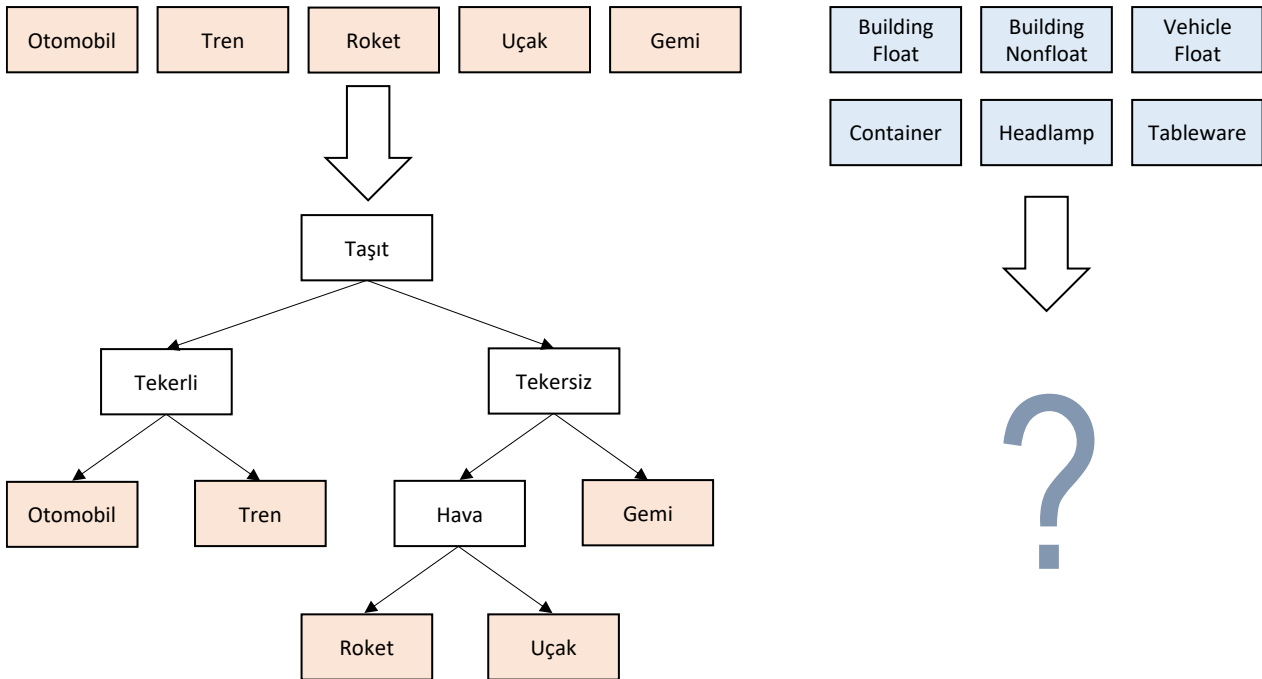 Otomobil
Tren
Roket
Uçak
Gemi
Building
Float
Building
Nonfloat
Vehicle
Float
Container
Headlamp
Tableware
Taşıt
Tekerli
Tekersiz
Otomobil
Tren
Hava
Gemi
Roket
Uçak
?